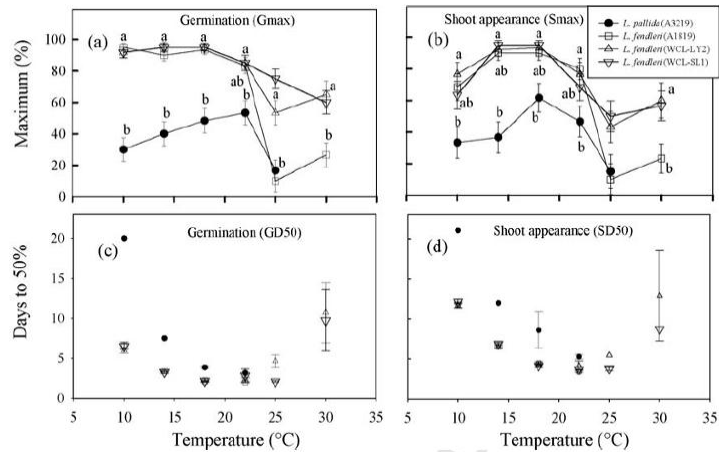 Germination (Gmax)
Shoot appearance (Smax)
L. pallida (A3219)
L. fendleri (A1819)
L. fendleri (WCL-LY2)
L. fendleri (WCL-SL1)
(a)
(b)
Maximum (%)
100
80
60
40
20
0
a a a a
ab a a
b b b b b b
a a a a
ab ab ab ab a
b b b b b
Germination (GD50)
Shoot appearance (SD50)
(c)
(d)
Days to 50%
20
15
10
5
0
5 10 15 20 25 30 35
5 10 15 20 25 30 35
Temperature (°C)
Temperature (°C)